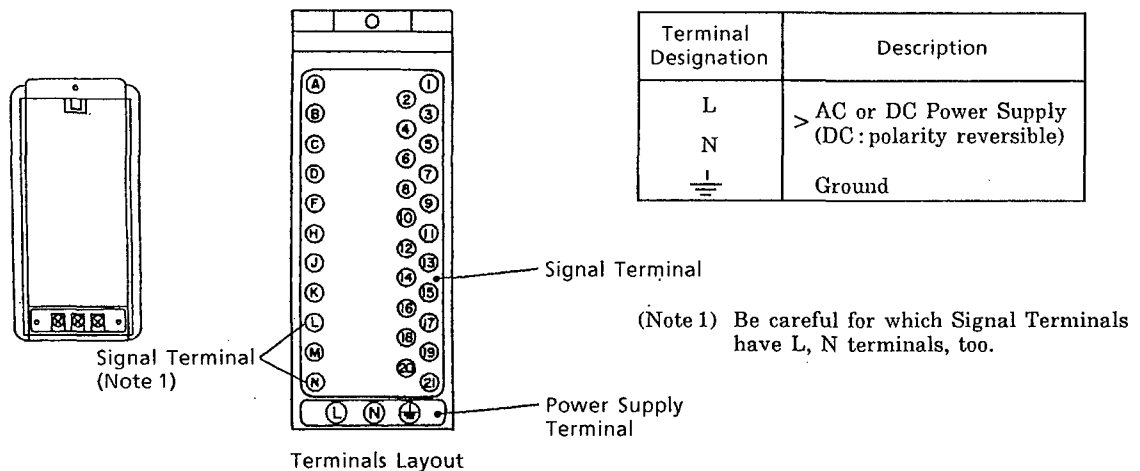 A
B
C
D
F
H
J
K
L
M
N
1
2
3
4
5
6
7
8
9
10
11
12
13
14
15
16
17
18
19
20
21
L N
Signal Terminal
(Note 1)
Signal Terminal
Power Supply
Terminal
Terminals Layout
Terminal
Designation
Description
L
N
> AC or DC Power Supply
(DC : polarity reversible)
Ground
(Note 1) Be careful for which Signal Terminals
have L, N terminals, too.